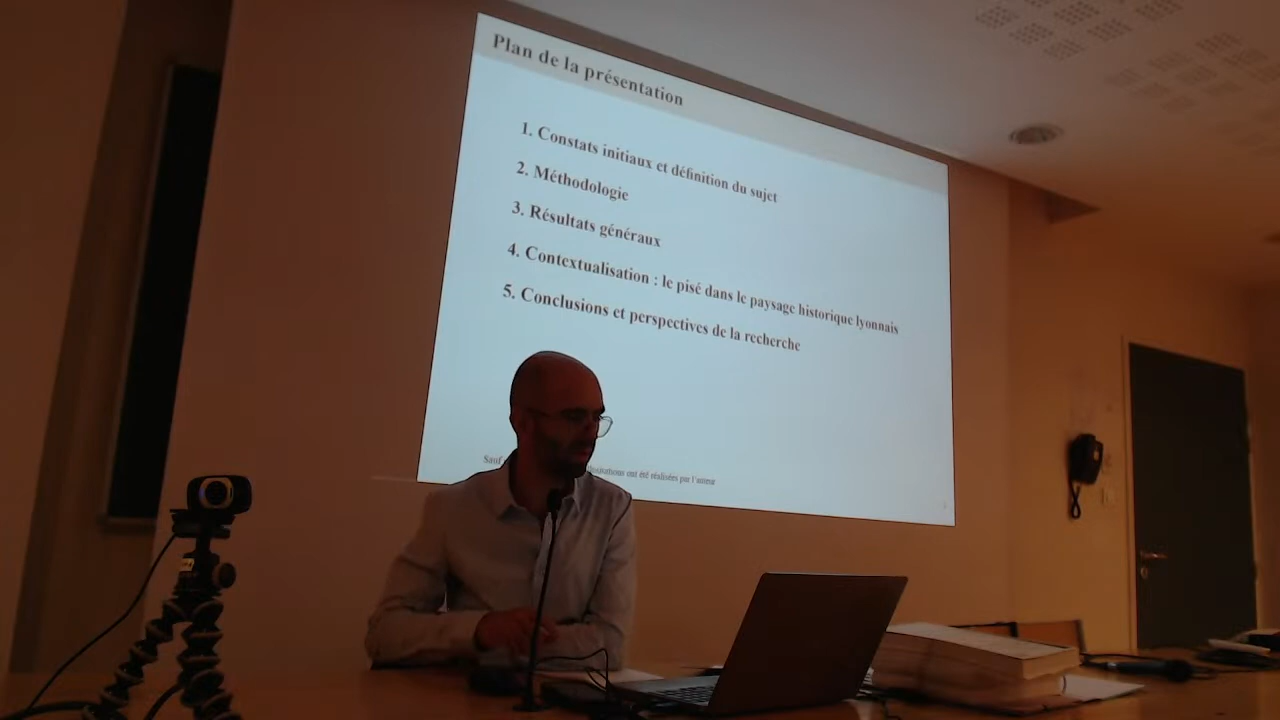 Plan de la présentation
1. Constats initiaux et définition du sujet
2. Méthodologie
3. Résultats généraux
4. Contextualisation : le pisé dans le paysage historique lyonnais
5. Conclusions et perspectives de la recherche
Sauf illustrations ont été réalisées par l'auteur